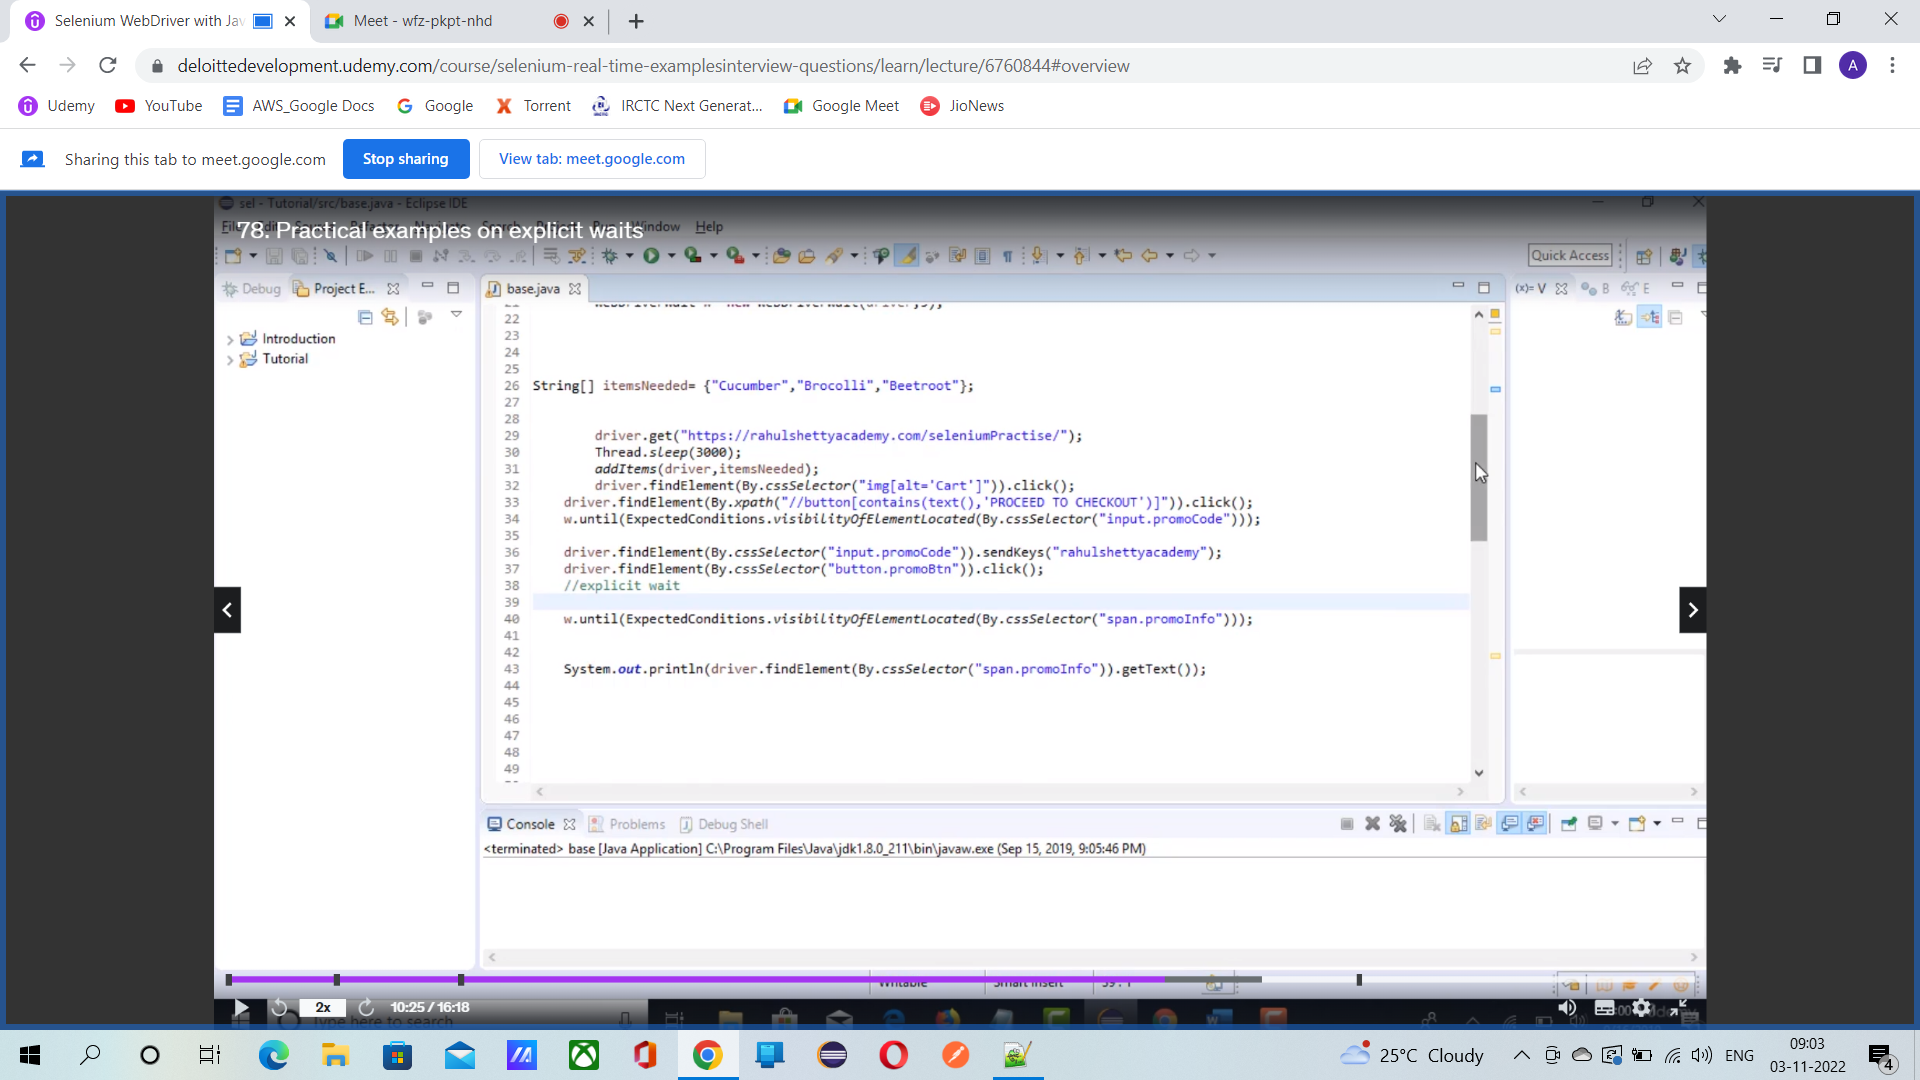 Selenium WebDriver with Jav
Meet - wfz-pkpt-nhd
deloittedevelopment.udemy.com/course/selenium-real-time-examplesinterview-questions/learn/lecture/6760844#overview
A
Udemy
YouTube
AWS_Google Docs
Google
Torrent
IRCTC Next Generat...
Google Meet
JioNews
Sharing this tab to meet.google.com
Stop sharing
View tab: meet.google.com
sel - Tutorial/src/base.java - Eclipse IDE
78. Practical examples on explicit waits
Window Help
Quick Access
Debug
Project E...
base.java
(x)= V
B
E
Introduction
Tutorial
22
23
24
25
26 String[] itemsNeeded= {"Cucumber","Brocolli","Beetroot"};
27
28
29 driver.get("https://rahulshettyacademy.com/seleniumPractise/");
30 Thread.sleep(3000);
31 addItems(driver,itemsNeeded);
32 driver.findElement(By.cssSelector("img[alt='Cart']")).click();
33 driver.findElement(By.xpath("//button[contains(text(),'PROCEED TO CHECKOUT')]")).click();
34 w.until(ExpectedConditions.visibilityOfElementLocated(By.cssSelector("input.promoCode")));
35
36 driver.findElement(By.cssSelector("input.promoCode")).sendKeys("rahulshettyacademy");
37 driver.findElement(By.cssSelector("button.promoBtn")).click();
38 //explicit wait
39
40 w.until(ExpectedConditions.visibilityOfElementLocated(By.cssSelector("span.promoInfo")));
41
42
43 System.out.println(driver.findElement(By.cssSelector("span.promoInfo")).getText());
44
45
46
47
48
49
Console
Problems
Debug Shell
<terminated> base [Java Application] C:\Program Files\Java\jdk1.8.0_211\bin\javaw.exe (Sep 15, 2019, 9:05:46 PM)
Writable
Smart Insert
39 : 1
2x
10:25 / 16:18
Type here to search
25°C Cloudy
ENG
09:03
03-11-2022
4